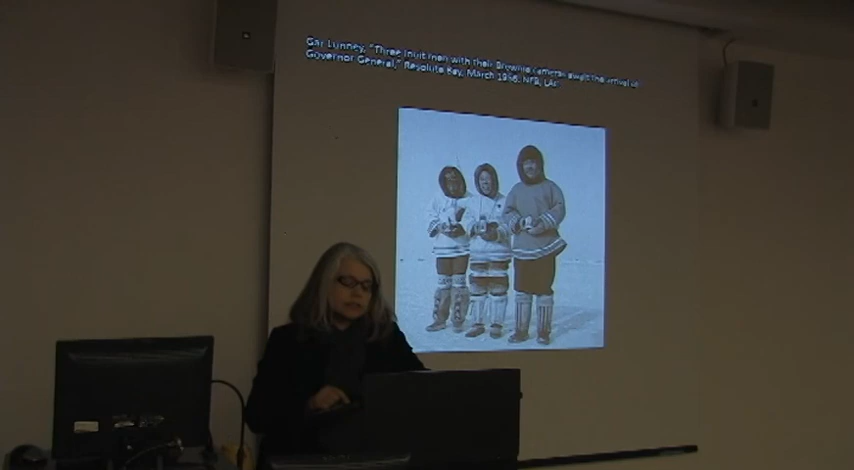 Gar Lunney, "Three Inuit men with their Brownie cameras await the arrival of
Governor General," Resolute Bay, March 1956. NFB, LAC